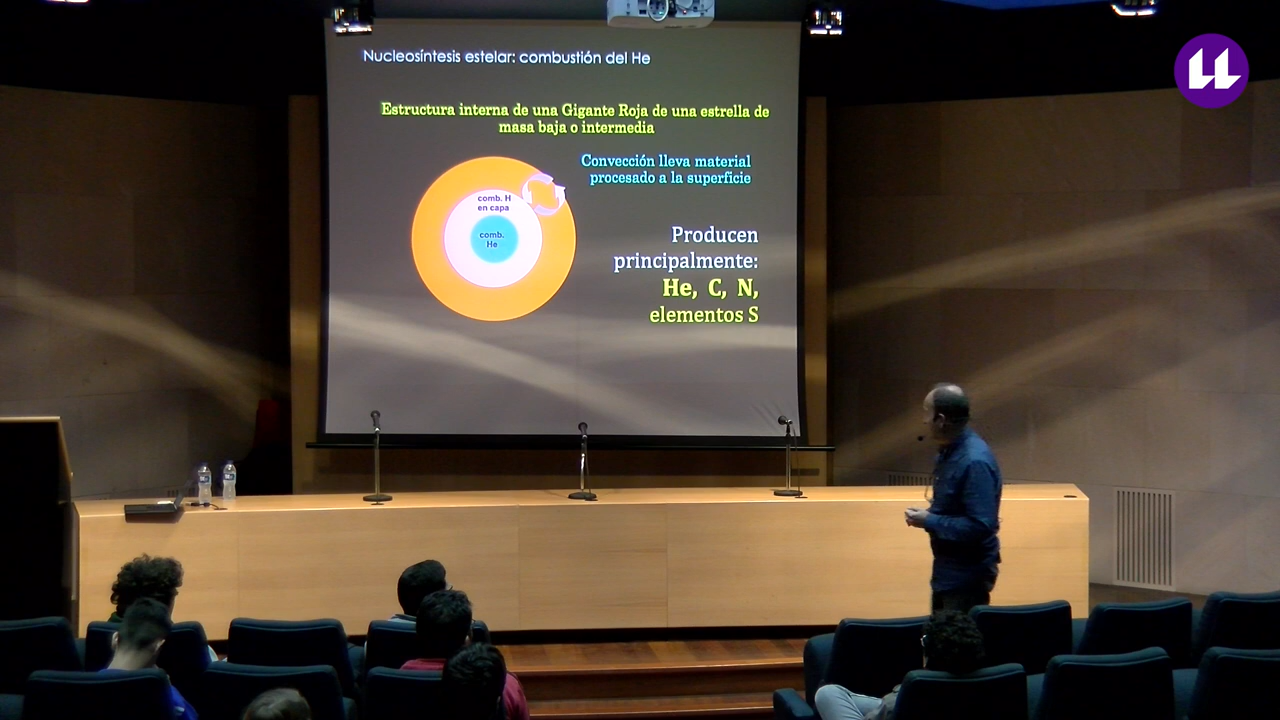 Nucleosíntesis estelar: combustión del He
Estructura interna de una Gigante Roja de una estrella de
masa baja o intermedia
Convección lleva material
procesado a la superficie
comb. H
en capa
comb.
He
Producen
principalmente:
He, C, N,
elementos S